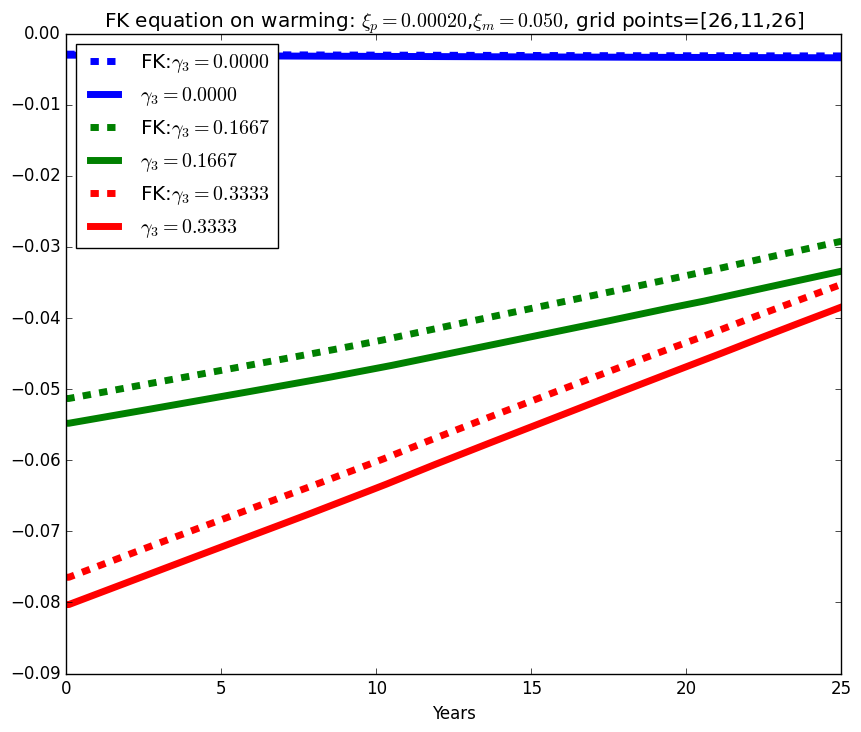 FK equation on warming: ξ_p = 0.00020,ξ_m = 0.050, grid points=[26,11,26]
0.00
−0.01
−0.02
−0.03
−0.04
−0.05
−0.06
−0.07
−0.08
−0.09
FK:γ₃ = 0.0000
γ₃ = 0.0000
FK:γ₃ = 0.1667
γ₃ = 0.1667
FK:γ₃ = 0.3333
γ₃ = 0.3333
0 5 10 15 20 25
Years